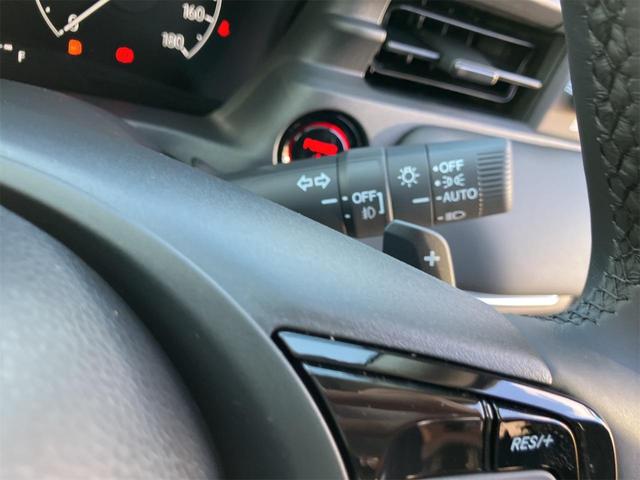 160
180
F
OFF
AUTO
OFF
+
RES/+